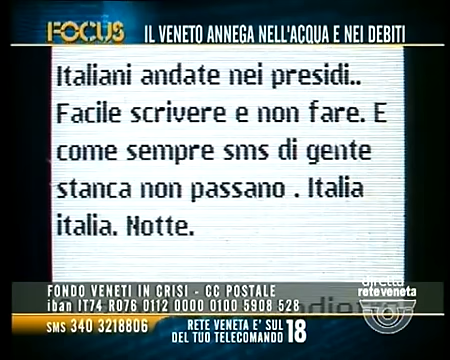 FOCUS
IL VENETO ANNEGA NELL'ACQUA E NEI DEBITI
Italiani andate nei presidi..
Facile scrivere e non fare. E
come sempre sms di gente
stanca non passano . Italia
italia. Notte.
diretta
reteveneta
FONDO VENETI IN CRISI - CC POSTALE
iban IT74 R076 0112 0000 0100 5908 528
SMS 340 3218806
RETE VENETA E' SUL
DEL TUO TELECOMANDO 18